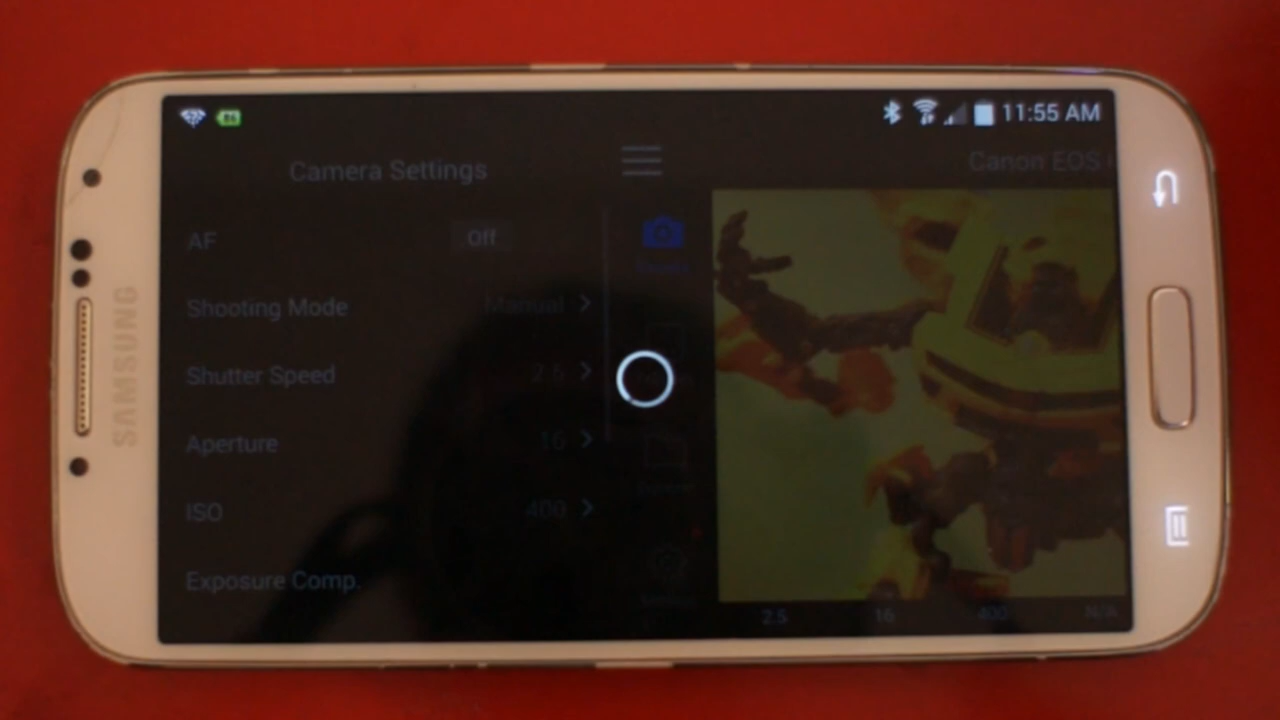 86
11:55 AM
Camera Settings
Canon EOS
AF Off
Shooting Mode Manual
Shutter Speed 2.5
Aperture 16
ISO 400
Exposure Comp.
2.5 16 400 N/A
SAMSUNG